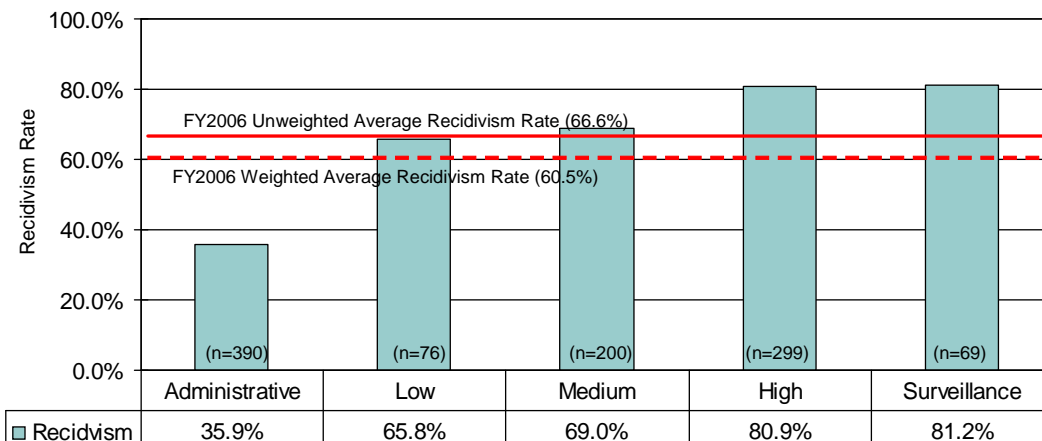 100.0%
80.0%
60.0%
40.0%
20.0%
0.0%
Recidivism Rate
FY2006 Unweighted Average Recidivism Rate (66.6%)
FY2006 Weighted Average Recidivism Rate (60.5%)
(n=390) (n=76) (n=200) (n=299) (n=69)
Administrative Low Medium High Surveillance
Recidvism 35.9% 65.8% 69.0% 80.9% 81.2%